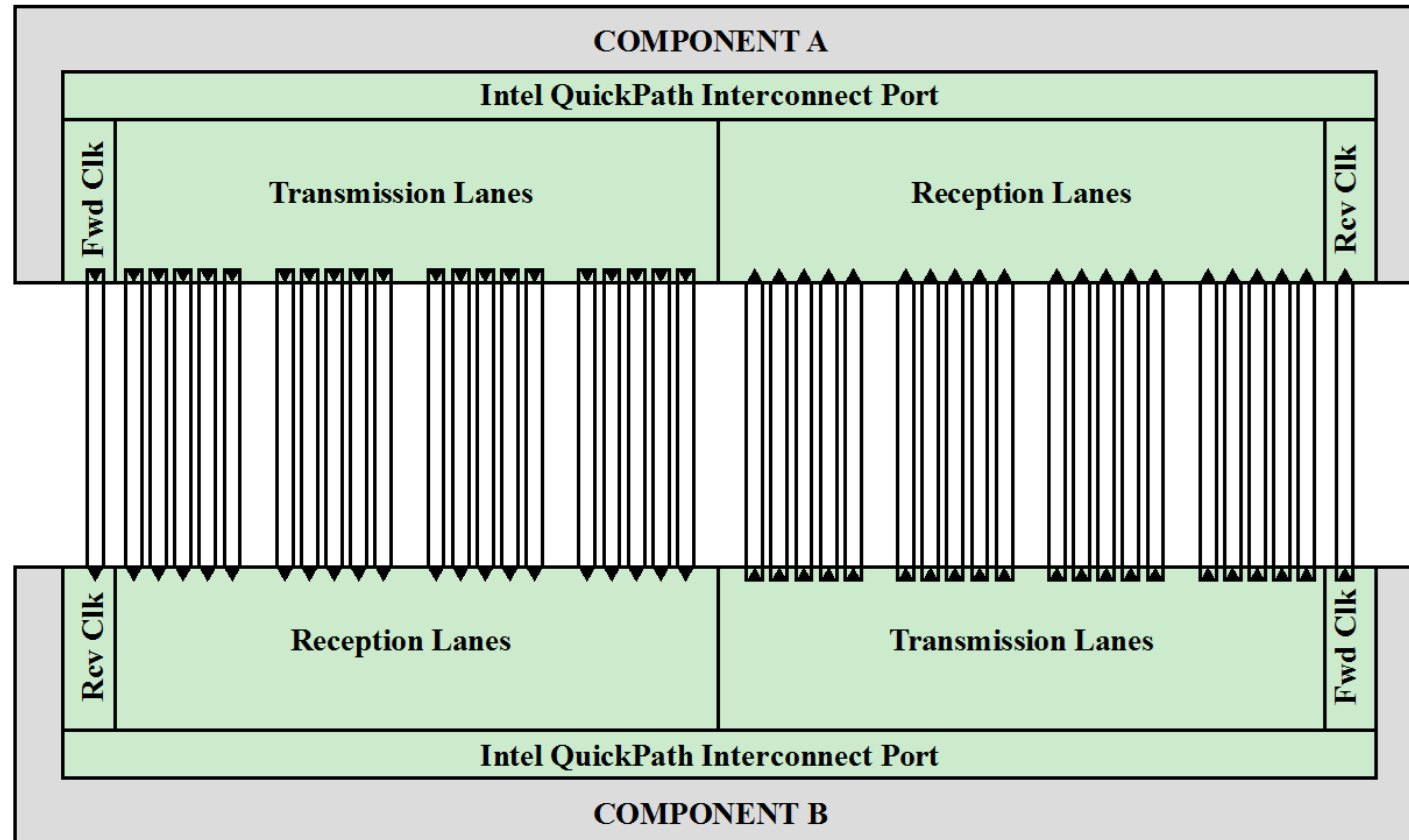 COMPONENT A
Intel QuickPath Interconnect Port
Fwd Clk
Transmission Lanes
Reception Lanes
Rcv Clk
Rcv Clk
Reception Lanes
Transmission Lanes
Fwd Clk
Intel QuickPath Interconnect Port
COMPONENT B